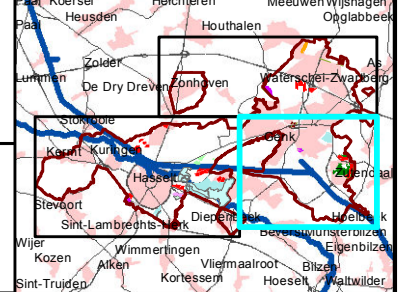 Paal Koersel Helchteren Meeuwen Wijshagen
Heusden Opglabbeek
Paal Houthalen
Zolder As
Lummen Waterschei-Zwartberg
De Dry Dreven Zonhoven
Stokrooie
Genk
Kermt Kuringen
Zutendaal
Hasselt
Stevoort
Diepenbeek Hoelbeek
Sint-Lambrechts-Herk
Beverst Munsterbilzen
Wijer Wimmertingen Eigenbilzen
Kozen Alken Vliermaalroot Bilzen
Sint-Truiden Kortessem Hoeselt Waltwilder